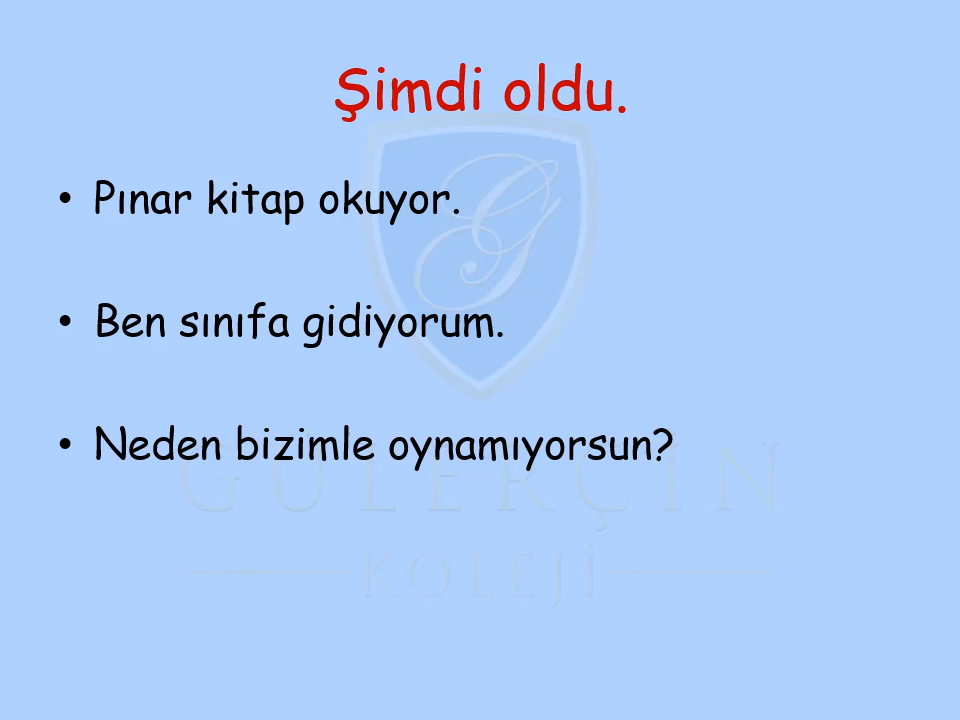 Şimdi oldu.
• Pınar kitap okuyor.
• Ben sınıfa gidiyorum.
• Neden bizimle oynamıyorsun?
GÜLERÇİN
KOLEJİ